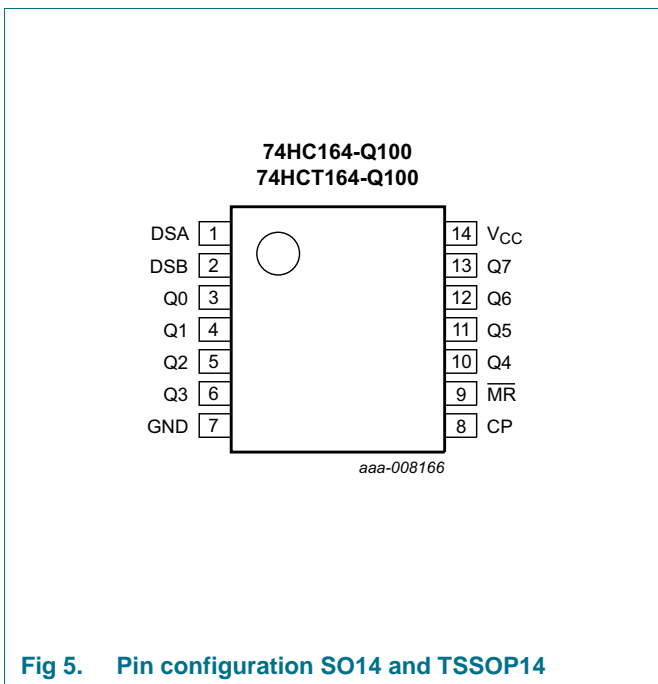 74HC164-Q100
74HCT164-Q100
DSA 1 14 VCC
DSB 2 13 Q7
Q0 3 12 Q6
Q1 4 11 Q5
Q2 5 10 Q4
Q3 6 9 M̅R̅
GND 7 8 CP
aaa-008166
Fig 5. Pin configuration SO14 and TSSOP14